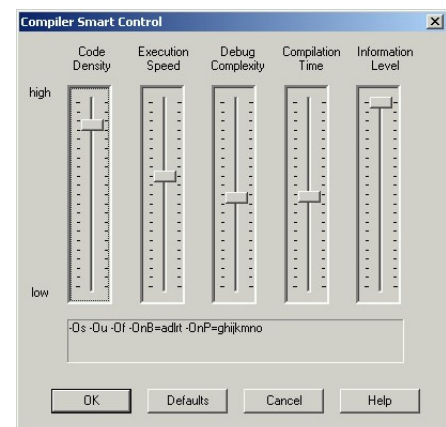 Compiler Smart Control
Code Density
Execution Speed
Debug Complexity
Compilation Time
Information Level
high
low
-Os -Ou -Of -OnB=adlrt -OnP=ghijkmno
OK
Defaults
Cancel
Help